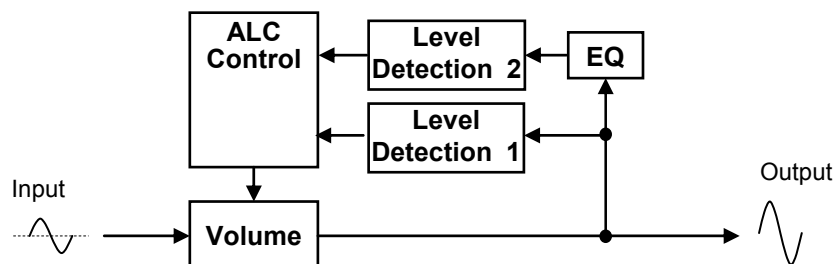 ALC
Control
Level
Detection 2
EQ
Level
Detection 1
Input
Volume
Output